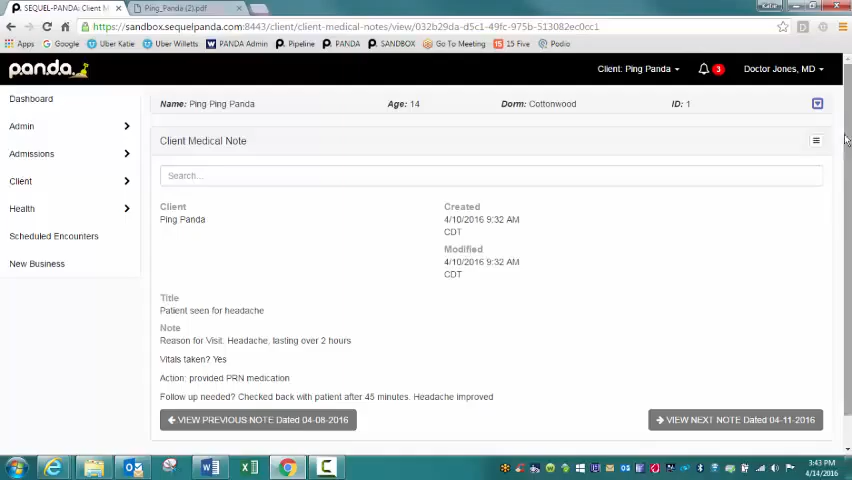 SEQUEL-PANDA: Client M
Ping_Panda (2).pdf
Katie
https://sandbox.sequelpanda.com:8443/client/client-medical-notes/view/032b29da-d5c1-49fc-975b-513082ec0cc1
Apps Google Uber Katie Uber Willetts PANDA Admin Pipeline PANDA SANDBOX Go To Meeting 15 Five Podio
panda. Client: Ping Panda 3 Doctor Jones, MD
Dashboard
Admin
Admissions
Client
Health
Scheduled Encounters
New Business
Name: Ping Ping Panda Age: 14 Dorm: Cottonwood ID: 1
Client Medical Note
Search...
Client
Ping Panda
Created
4/10/2016 9:32 AM
CDT
Modified
4/10/2016 9:32 AM
CDT
Title
Patient seen for headache
Note
Reason for Visit. Headache, lasting over 2 hours
Vitals taken? Yes
Action: provided PRN medication
Follow up needed? Checked back with patient after 45 minutes. Headache improved
VIEW PREVIOUS NOTE Dated 04-08-2016
VIEW NEXT NOTE Dated 04-11-2016
3:43 PM
4/14/2016